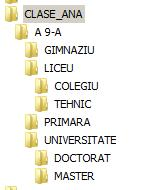 CLASE_ANA
A 9-A
GIMNAZIU
LICEU
COLEGIU
TEHNIC
PRIMARA
UNIVERSITATE
DOCTORAT
MASTER